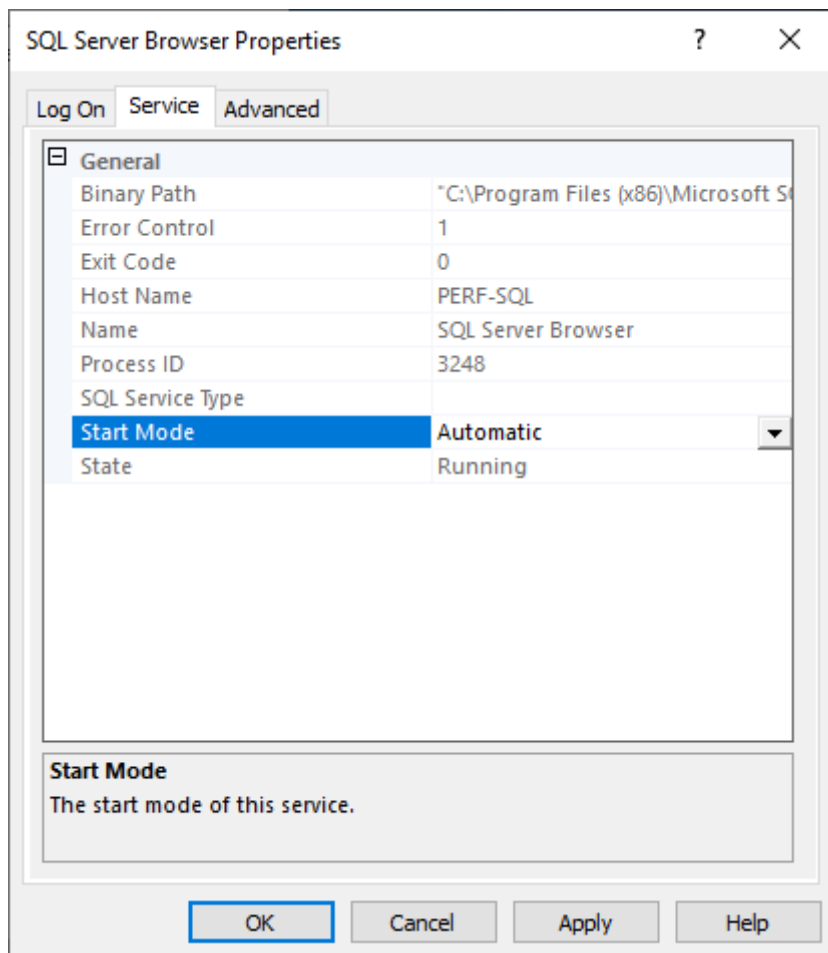 SQL Server Browser Properties ?
Log On Service Advanced
General
Binary Path "C:\Program Files (x86)\Microsoft
Error Control 1
Exit Code 0
Host Name PERF-SQL
Name SQL Server Browser
Process ID 3248
SQL Service Type
Start Mode Automatic
State Running
Start Mode
The start mode of this service.
OK Cancel Apply Help